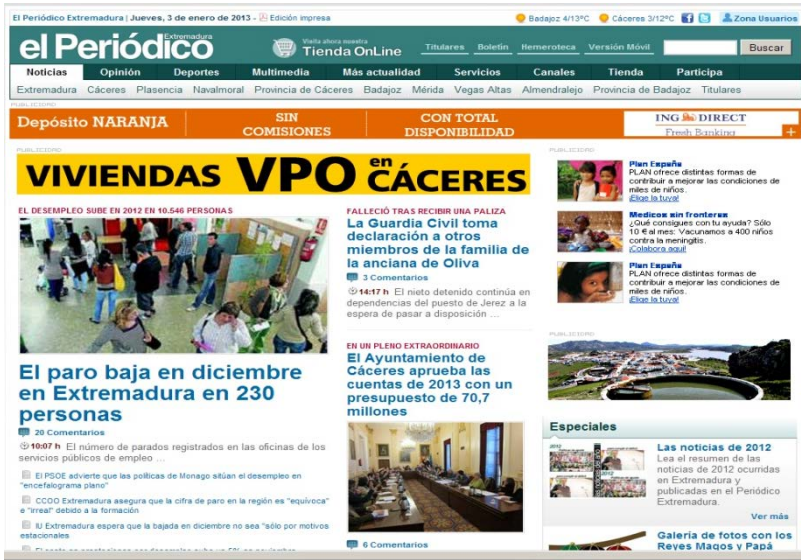 El Periódico Extremadura | Jueves, 3 de enero de 2013 - Edición impresa
Badajoz 4/13ºC Cáceres 3/12ºC Zona Usuarios
el Periódico Extremadura
Visita ahora nuestra
Tienda OnLine
Titulares Boletín Hemeroteca Versión Móvil Buscar
Noticias Opinión Deportes Multimedia Más actualidad Servicios Canales Tienda Participa
Extremadura Cáceres Plasencia Navalmoral Provincia de Cáceres Badajoz Mérida Vegas Altas Almendralejo Provincia de Badajoz Titulares
PUBLICIDAD
Depósito NARANJA
SIN
COMISIONES
CON TOTAL
DISPONIBILIDAD
ING DIRECT
Fresh Banking
+
PUBLICIDAD
VIVIENDAS VPO en CÁCERES
EL DESEMPLEO SUBE EN 2012 EN 10.546 PERSONAS
El paro baja en diciembre
en Extremadura en 230
personas
20 Comentarios
10:07 h El número de parados registrados en las oficinas de los
servicios públicos de empleo ...
El PSOE advierte que las políticas de Monago sitúan el desempleo en
"encefalograma plano"
CCOO Extremadura asegura que la cifra de paro en la región es "equívoca"
e "irreal" debido a la formación
IU Extremadura espera que la bajada en diciembre no sea "sólo por motivos
estacionales
FALLECIÓ TRAS RECIBIR UNA PALIZA
La Guardia Civil toma
declaración a otros
miembros de la familia de
la anciana de Oliva
3 Comentarios
14:17 h El nieto detenido continúa en
dependencias del puesto de Jerez a la
espera de pasar a disposición ...
EN UN PLENO EXTRAORDINARIO
El Ayuntamiento de
Cáceres aprueba las
cuentas de 2013 con un
presupuesto de 70,7
millones
6 Comentarios
PUBLICIDAD
Plan España
PLAN ofrece distintas formas de
contribuir a mejorar las condiciones de
miles de niños.
¡Elige la tuya!
Medicos sin fronteras
¿Qué consigues con tu ayuda? Sólo
10 € al mes: Vacunamos a 400 niños
contra la meningitis.
¡Colabora aquí!
Plan España
PLAN ofrece distintas formas de
contribuir a mejorar las condiciones de
miles de niños.
¡Elige la tuya!
PUBLICIDAD
Especiales
Las noticias de 2012
Lea el resumen de las
noticias de 2012 ocurridas
en Extremadura y
publicadas en el Periódico
Extremadura.
Ver más
Galería de fotos con los
Reyes Magos y Papá